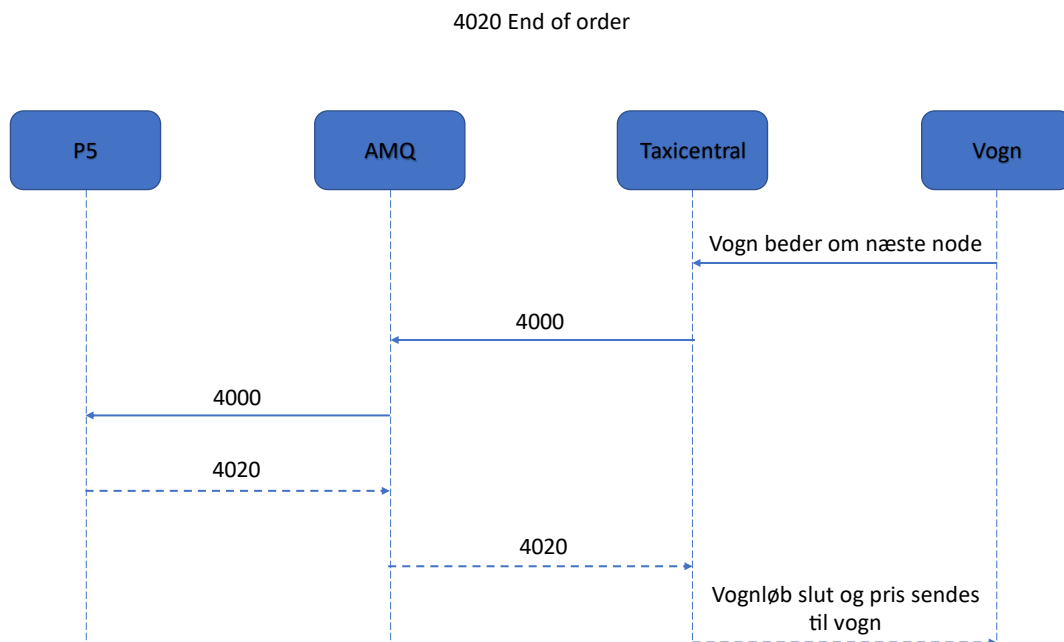 4020 End of order
P5
AMQ
Taxicentral
Vogn
Vogn beder om næste node
4000
4000
4020
4020
Vognløb slut og pris sendes
til vogn